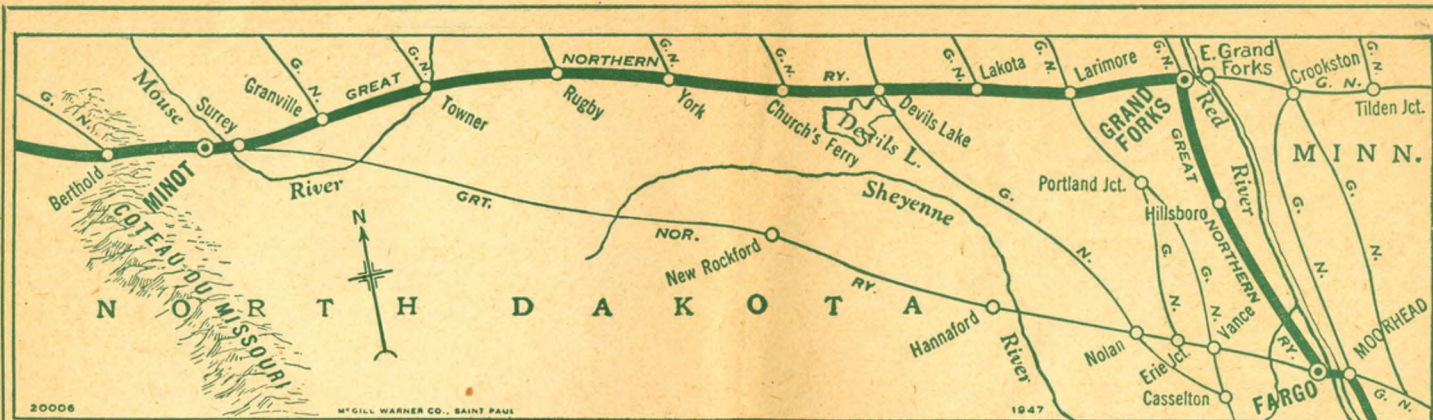 G. N.
Mouse
Surrey
Granville
G. N.
GREAT
G. N.
Towner
NORTHERN
Rugby
G. N.
York
G. N.
RY.
Church's Ferry
Devils L.
Devils Lake
G. N.
Lakota
G. N.
Larimore
G. N.
E. Grand
Forks
GRAND
FORKS
Red
River
Crookston
G. N.
G. N.
Tilden Jct.
MINN.
Berthold
MINOT
River
COTEAU DU MISSOURI
N
GRT.
NOR.
RY.
New Rockford
Sheyenne
River
G. N.
Portland Jct.
Hillsboro
GREAT
NORTHERN
RY.
G. N.
G. N.
G. N.
G. N.
NORTH DAKOTA
Hannaford
Nolan
Erie Jct.
Vance
Casselton
FARGO
MOORHEAD
G. N.
20006
McGILL WARNER CO., SAINT PAUL
1947